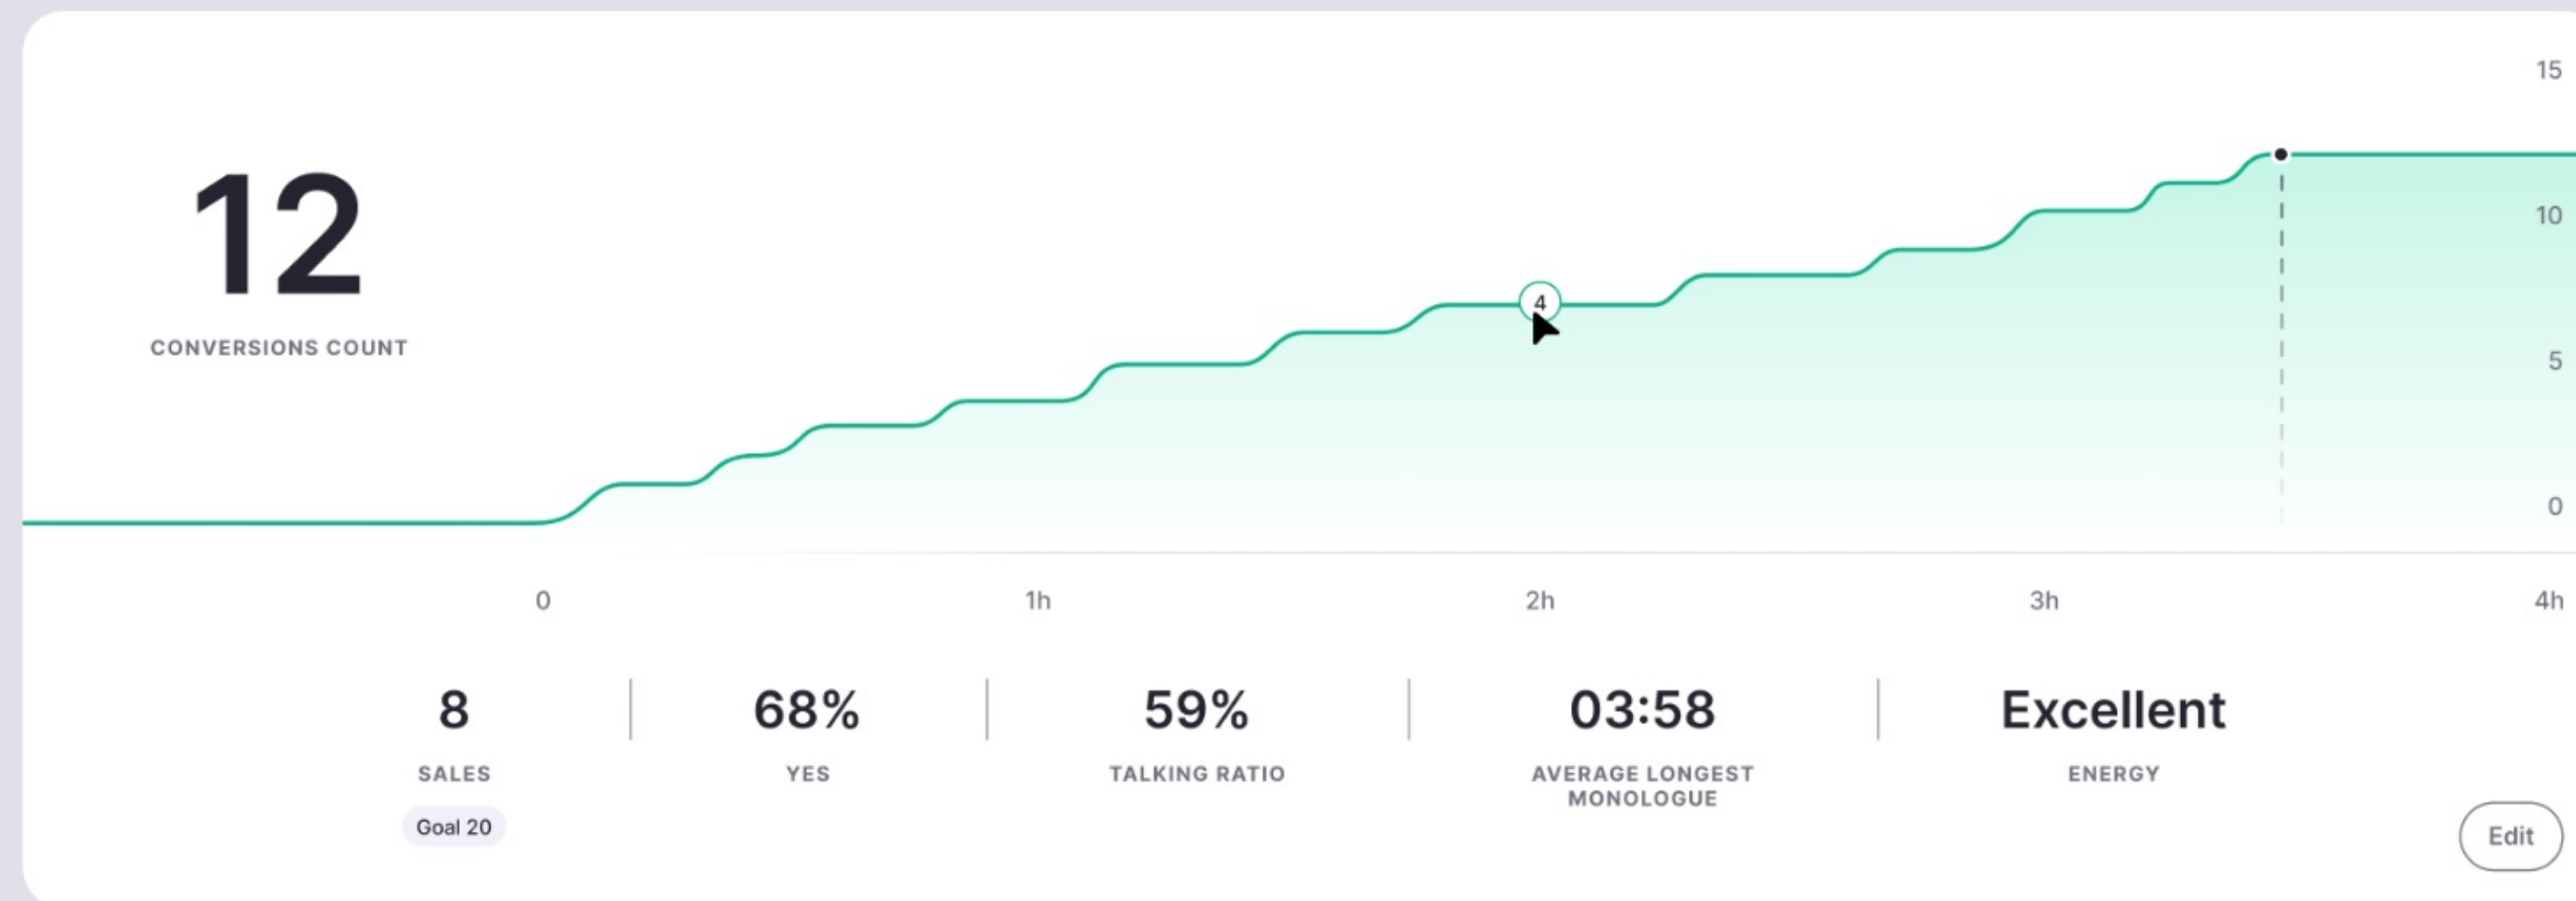 15
12
10
4
CONVERSIONS COUNT
5
0
0 1h 2h 3h 4h
8 68% 59% 03:58 Excellent
SALES YES TALKING RATIO AVERAGE LONGEST ENERGY
MONOLOGUE
Goal 20
Edit